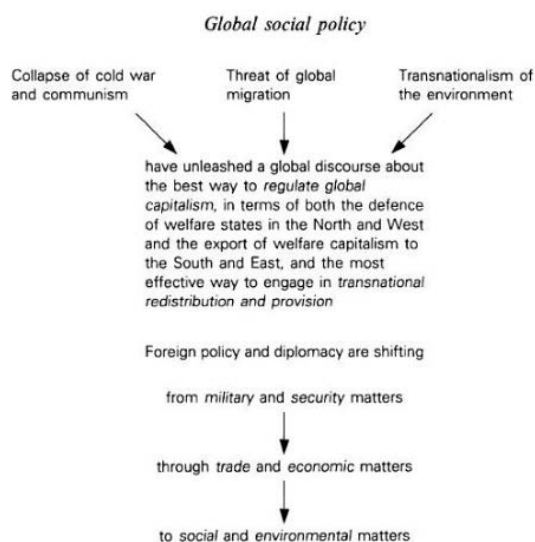 Global social policy
Collapse of cold war
and communism
Threat of global
migration
Transnationalism of
the environment
have unleashed a global discourse about
the best way to regulate global
capitalism, in terms of both the defence
of welfare states in the North and West
and the export of welfare capitalism to
the South and East, and the most
effective way to engage in transnational
redistribution and provision
Foreign policy and diplomacy are shifting
from military and security matters
through trade and economic matters
to social and environmental matters